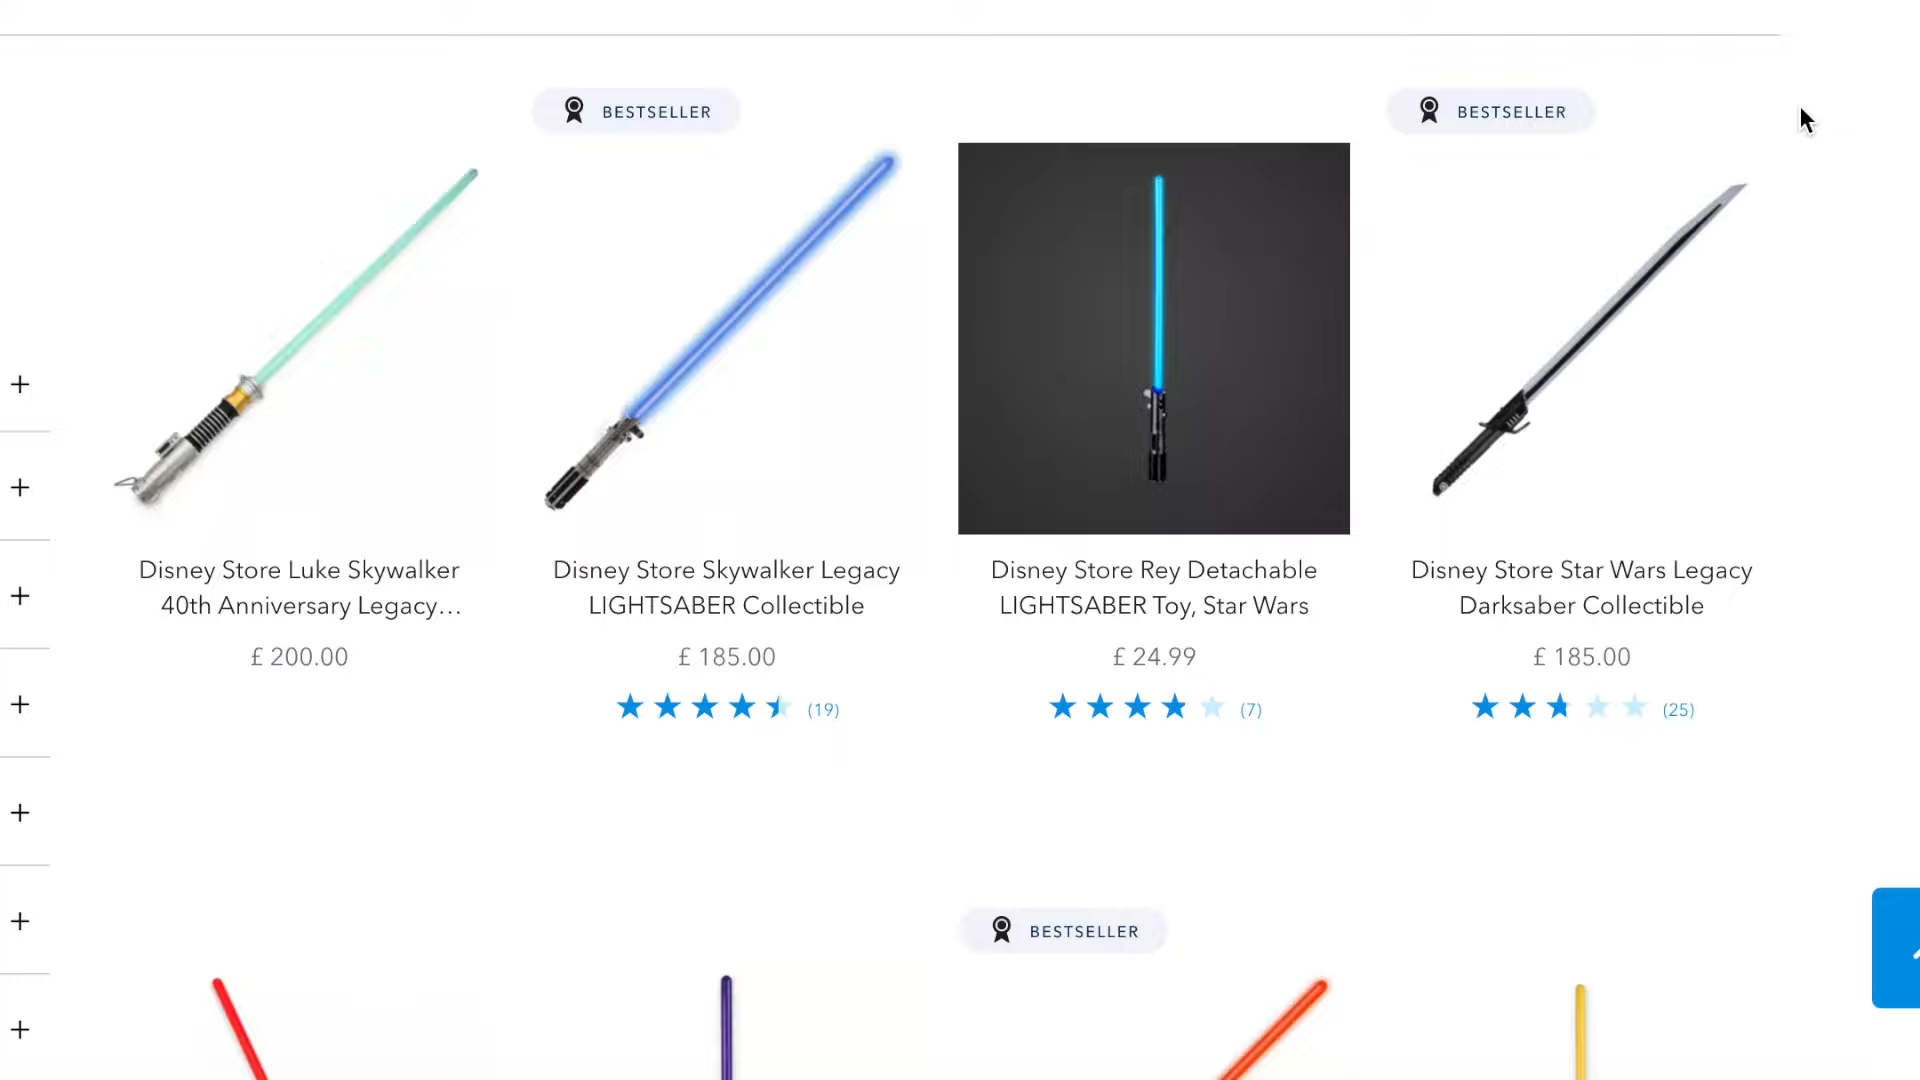 BESTSELLER
BESTSELLER
Disney Store Luke Skywalker
40th Anniversary Legacy...
£ 200.00
Disney Store Skywalker Legacy
LIGHTSABER Collectible
£ 185.00
(19)
Disney Store Rey Detachable
LIGHTSABER Toy, Star Wars
£ 24.99
(7)
Disney Store Star Wars Legacy
Darksaber Collectible
£ 185.00
(25)
BESTSELLER